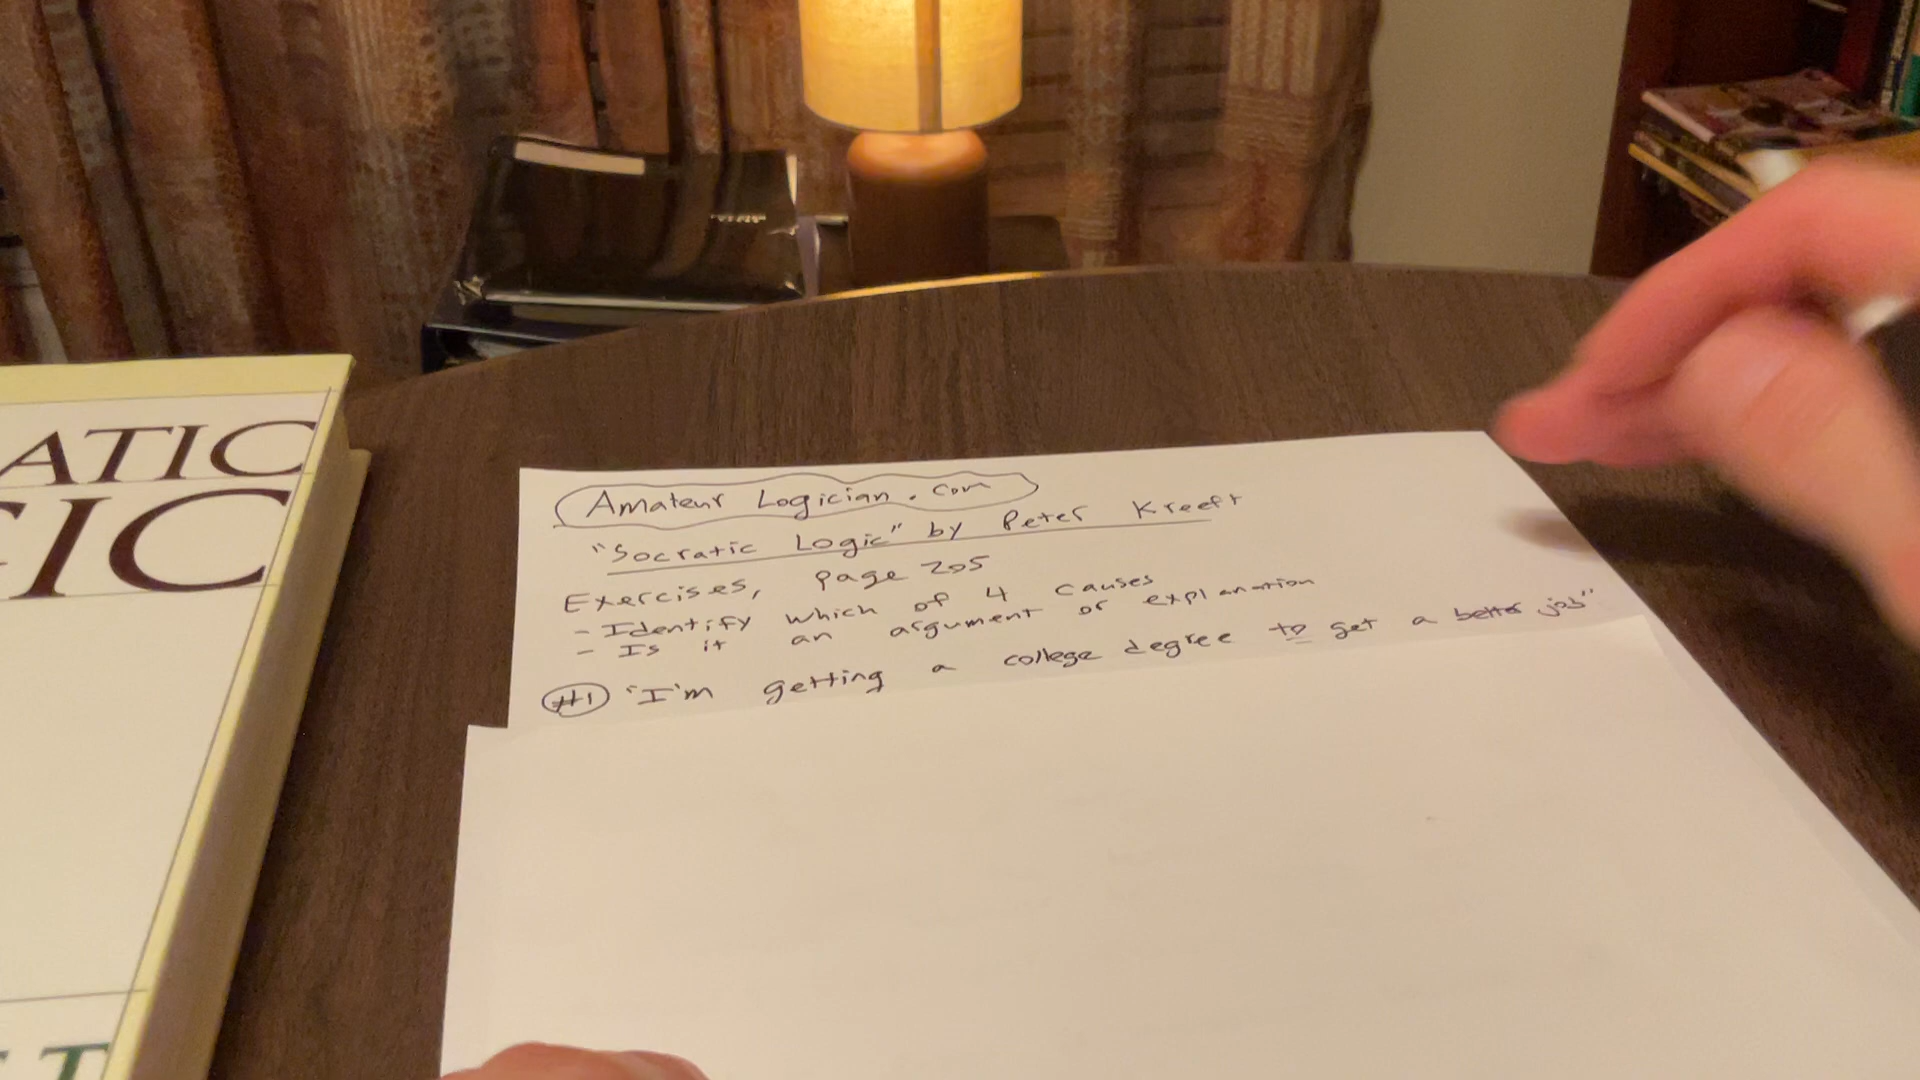 ATIC
GIC
Amateur Logician.com
"Socratic Logic" by Peter Kreeft
Exercises, page 205
- Identify which of 4 causes
- Is it an argument or explanation
#1 "I'm getting a college degree to get a better job"